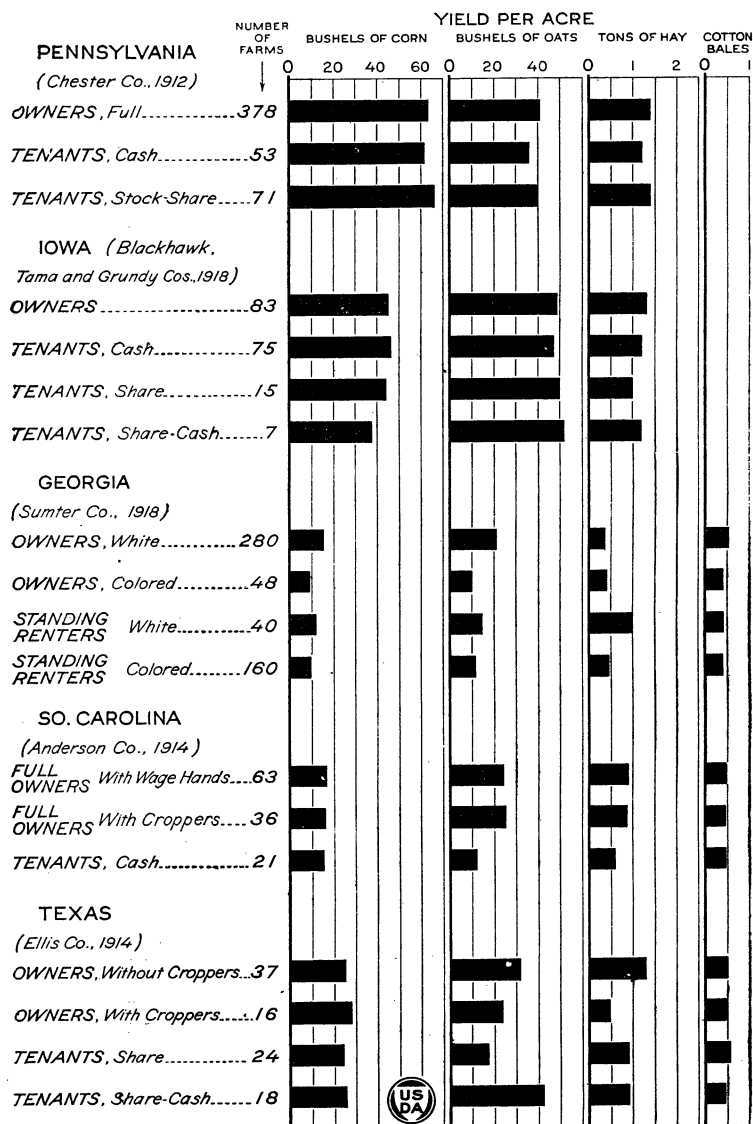 YIELD PER ACRE
NUMBER OF FARMS
BUSHELS OF CORN
BUSHELS OF OATS
TONS OF HAY
COTTON BALES
0 20 40 60
0 20 40
0 1 2
0 1
PENNSYLVANIA
(Chester Co., 1912)
OWNERS, Full 378
TENANTS, Cash 53
TENANTS, Stock-Share 71
IOWA (Blackhawk,
Tama and Grundy Cos., 1918)
OWNERS 83
TENANTS, Cash 75
TENANTS, Share 15
TENANTS, Share-Cash 7
GEORGIA
(Sumter Co., 1918)
OWNERS, White 280
OWNERS, Colored 48
STANDING RENTERS White 40
STANDING RENTERS Colored 160
SO. CAROLINA
(Anderson Co., 1914)
FULL OWNERS With Wage Hands 63
FULL OWNERS With Croppers 36
TENANTS, Cash 21
TEXAS
(Ellis Co., 1914)
OWNERS, Without Croppers 37
OWNERS, With Croppers 16
TENANTS, Share 24
TENANTS, Share-Cash 18
US
DA